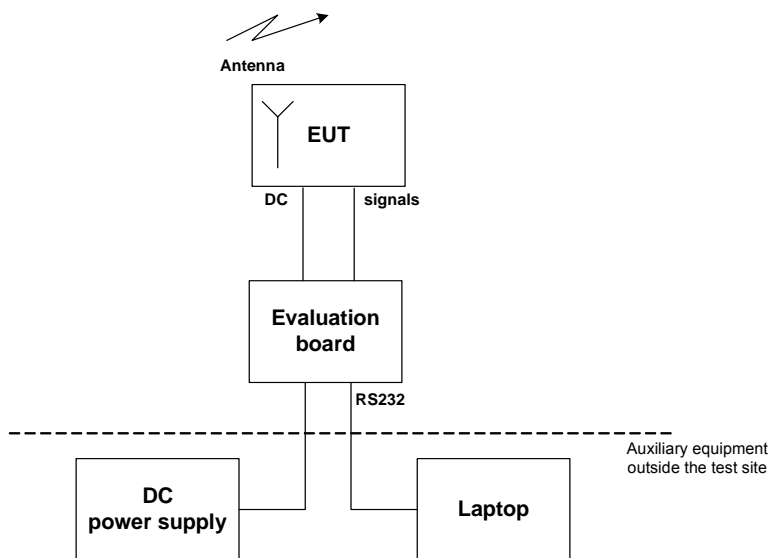 Antenna
EUT
DC
signals
Evaluation
board
RS232
Auxiliary equipment
outside the test site
DC
power supply
Laptop